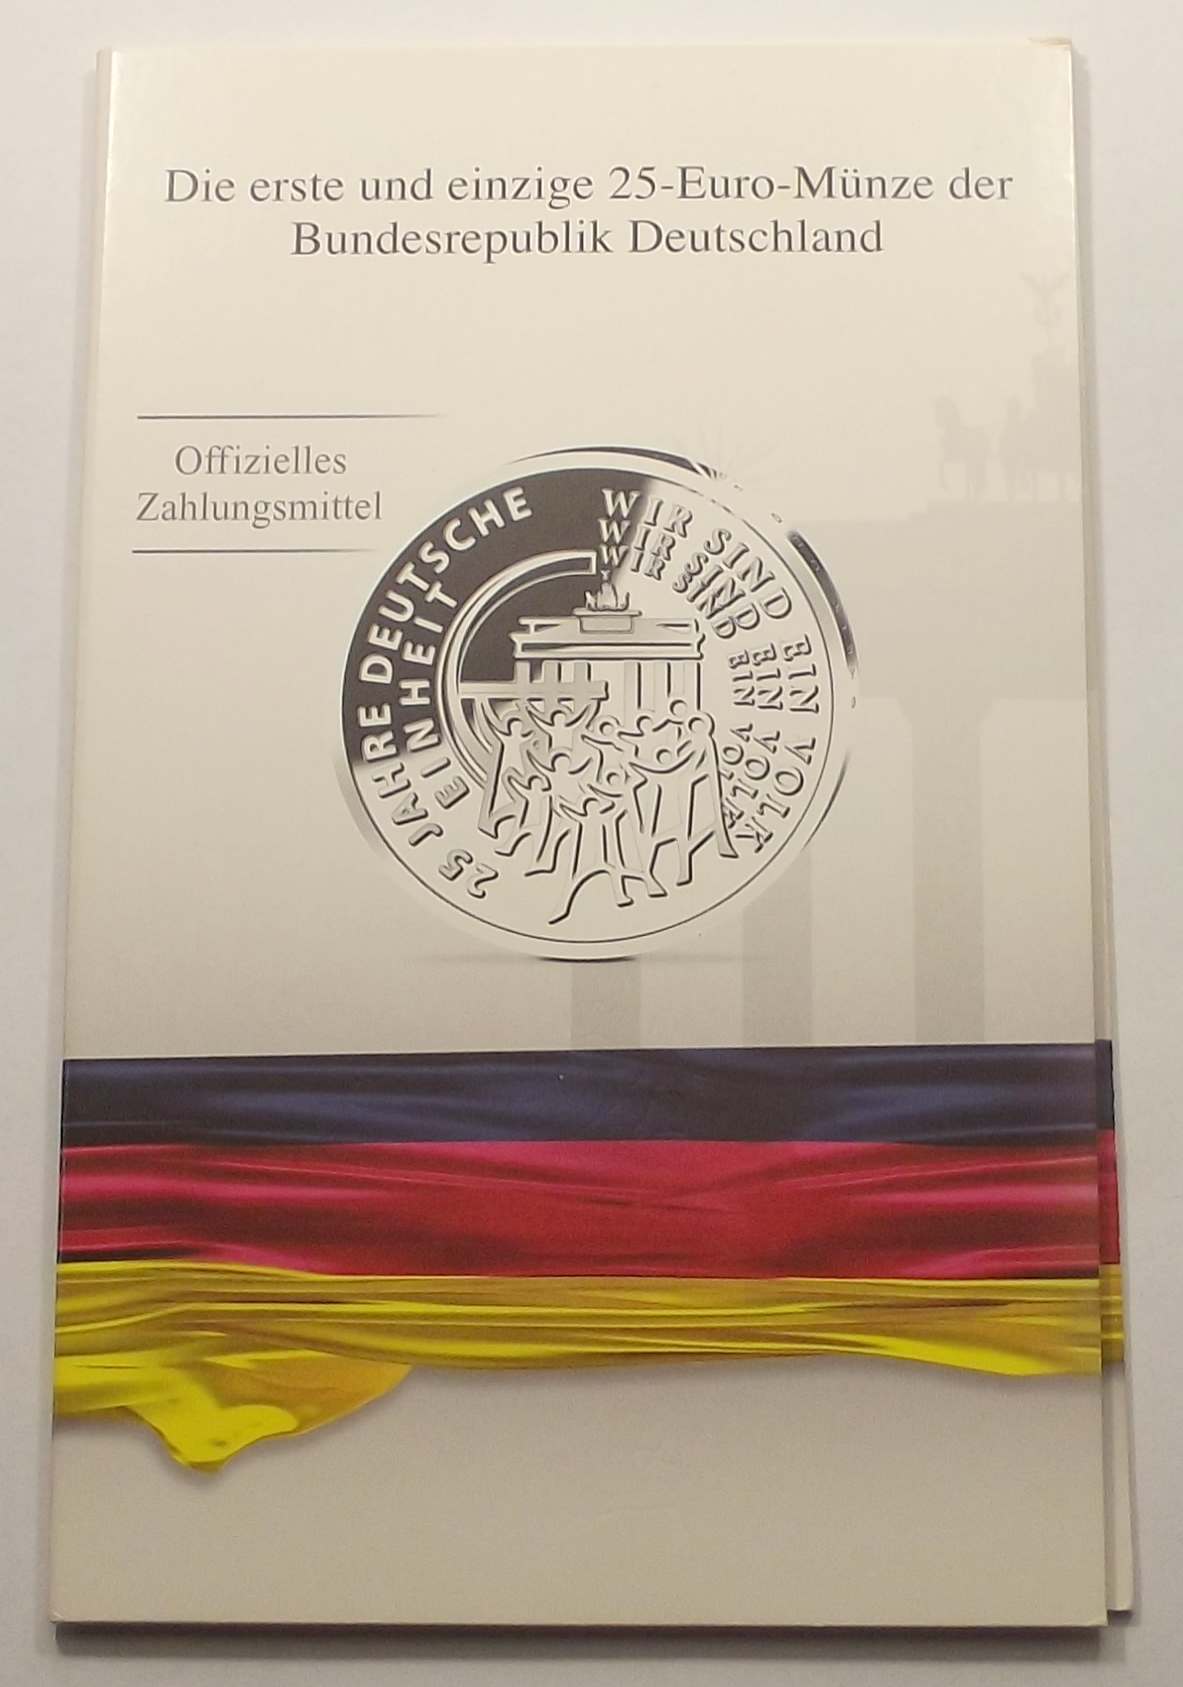 Die erste und einzige 25-Euro-Münze der
Bundesrepublik Deutschland
Offizielles
Zahlungsmittel
25 JAHRE DEUTSCHE
EINHEIT
WIR SIND EIN VOLK
WIR SIND EIN VOLK
WIR SIND EIN VOLK